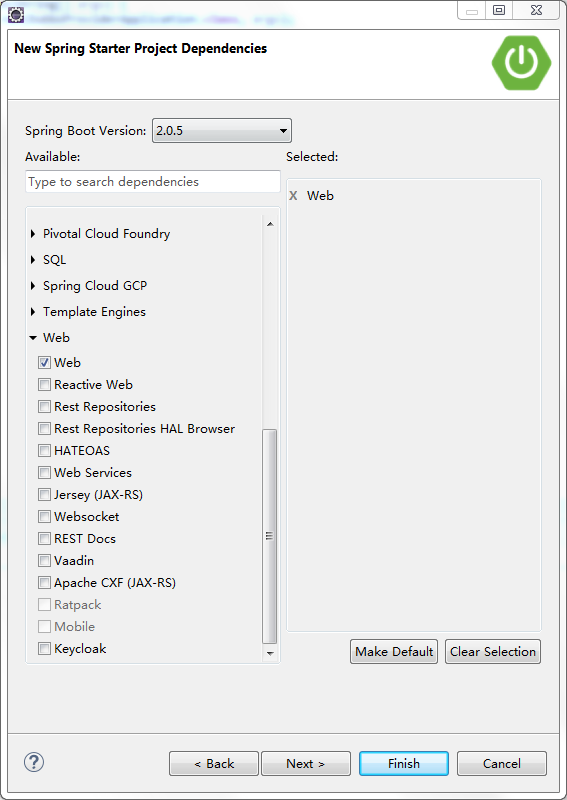 New Spring Starter Project Dependencies
Spring Boot Version: 2.0.5
Available:
Selected:
Type to search dependencies
X Web
Pivotal Cloud Foundry
SQL
Spring Cloud GCP
Template Engines
Web
Web
Reactive Web
Rest Repositories
Rest Repositories HAL Browser
HATEOAS
Web Services
Jersey (JAX-RS)
Websocket
REST Docs
Vaadin
Apache CXF (JAX-RS)
Ratpack
Mobile
Keycloak
Make Default
Clear Selection
?
< Back
Next >
Finish
Cancel